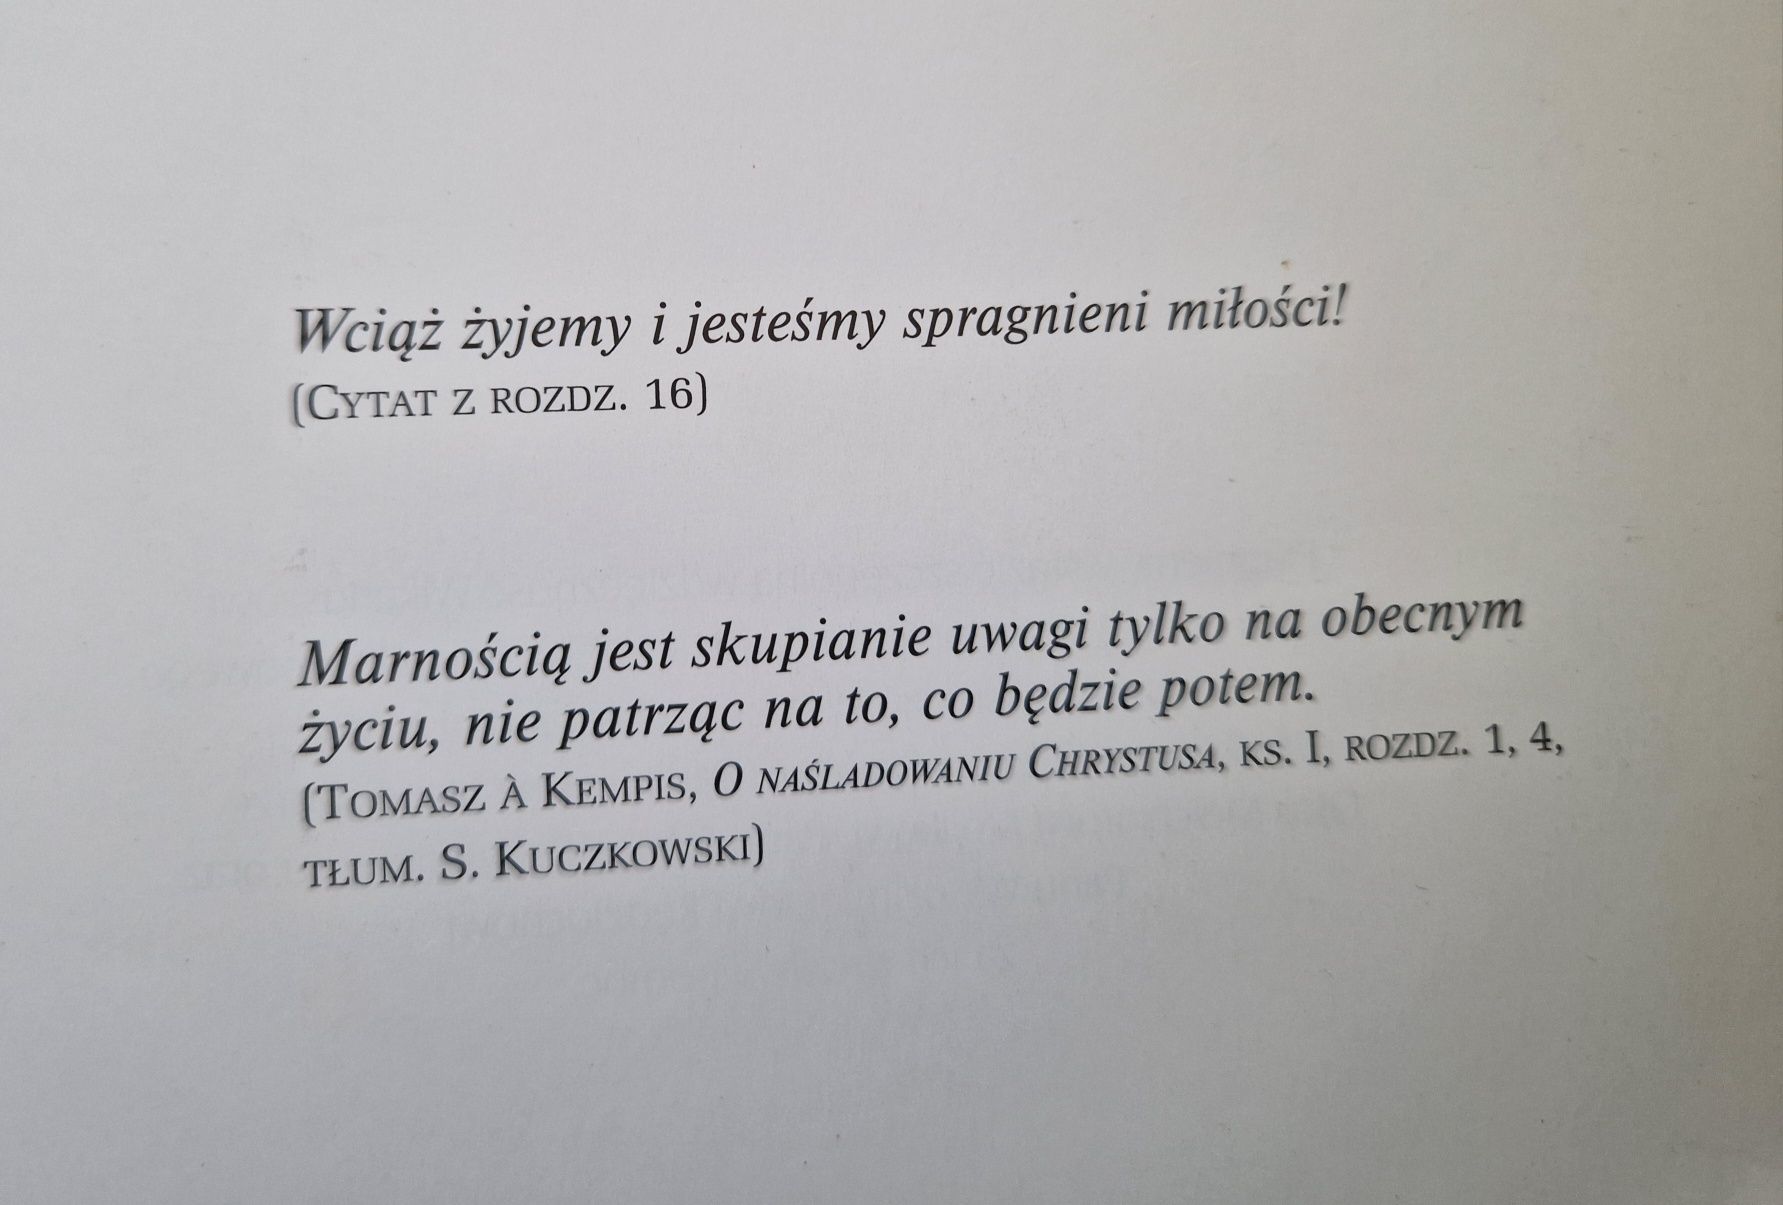 Wciąż żyjemy i jesteśmy spragnieni miłości!
(Cytat z rozdz. 16)
Marnością jest skupianie uwagi tylko na obecnym
życiu, nie patrząc na to, co będzie potem.
(Tomasz à Kempis, O naśladowaniu Chrystusa, ks. I, rozdz. 1, 4,
tłum. S. Kuczkowski)